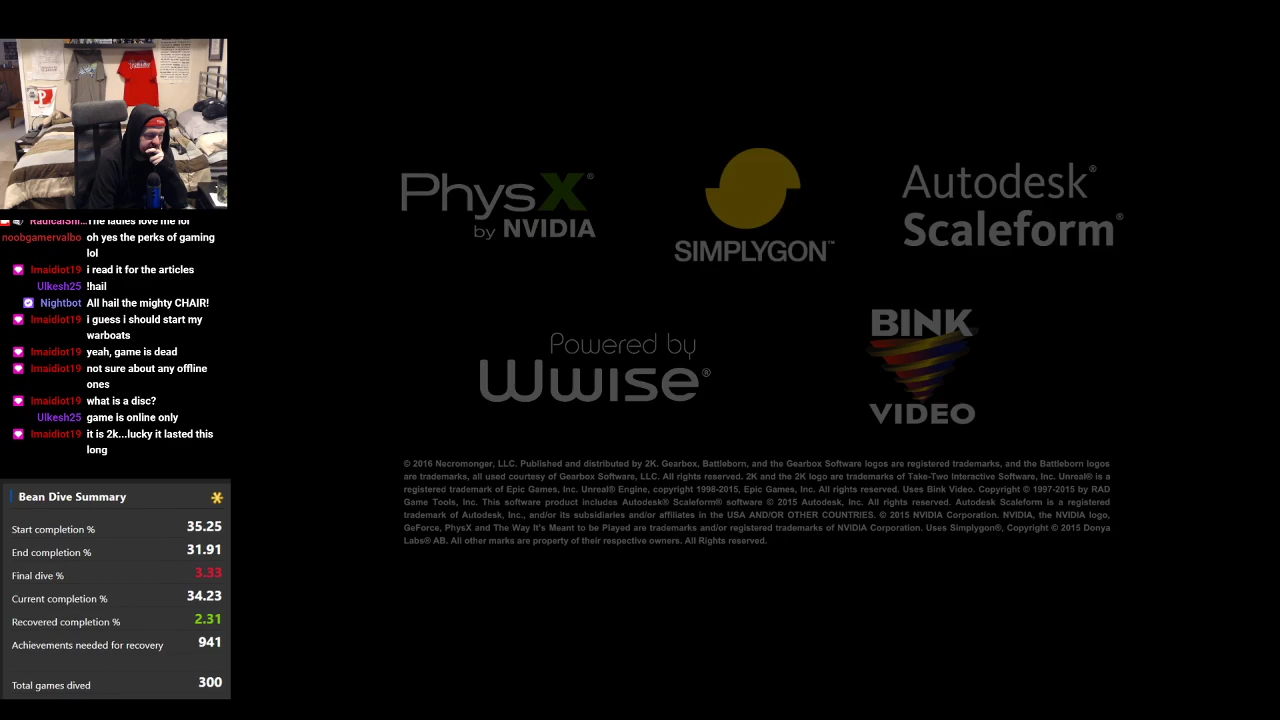 RadicalShi... The ladies love me lol
noobgamervalbo oh yes the perks of gaming
lol
Imaidiot19 i read it for the articles
Ulkesh25 !hail
Nightbot All hail the mighty CHAIR!
Imaidiot19 i guess i should start my
warboats
Imaidiot19 yeah, game is dead
Imaidiot19 not sure about any offline
ones
Imaidiot19 what is a disc?
Ulkesh25 game is online only
Imaidiot19 it is 2k...lucky it lasted this
long
Bean Dive Summary
Start completion % 35.25
End completion % 31.91
Final dive % 3.33
Current completion % 34.23
Recovered completion % 2.31
Achievements needed for recovery 941
Total games dived 300
PhysX®
by NVIDIA
SIMPLYGON™
Autodesk®
Scaleform®
Powered by
Wwise®
BINK
VIDEO
© 2016 Necromonger, LLC. Published and distributed by 2K. Gearbox, Battleborn, and the Gearbox Software logos are registered trademarks, and the Battleborn logos
are trademarks, all used courtesy of Gearbox Software, LLC. All rights reserved. 2K and the 2K logo are trademarks of Take-Two Interactive Software, Inc. Unreal® is a
registered trademark of Epic Games, Inc. Unreal® Engine, copyright 1998-2015, Epic Games, Inc. All rights reserved. Uses Bink Video. Copyright © 1997-2015 by RAD
Game Tools, Inc. This software product includes Autodesk® Scaleform® software © 2015 Autodesk, Inc. All rights reserved. Autodesk Scaleform is a registered
trademark of Autodesk, Inc., and/or its subsidiaries and/or affiliates in the USA AND/OR OTHER COUNTRIES. © 2015 NVIDIA Corporation. NVIDIA, the NVIDIA logo,
GeForce, PhysX and The Way It's Meant to be Played are trademarks and/or registered trademarks of NVIDIA Corporation. Uses Simplygon®, Copyright © 2015 Donya
Labs® AB. All other marks are property of their respective owners. All Rights reserved.